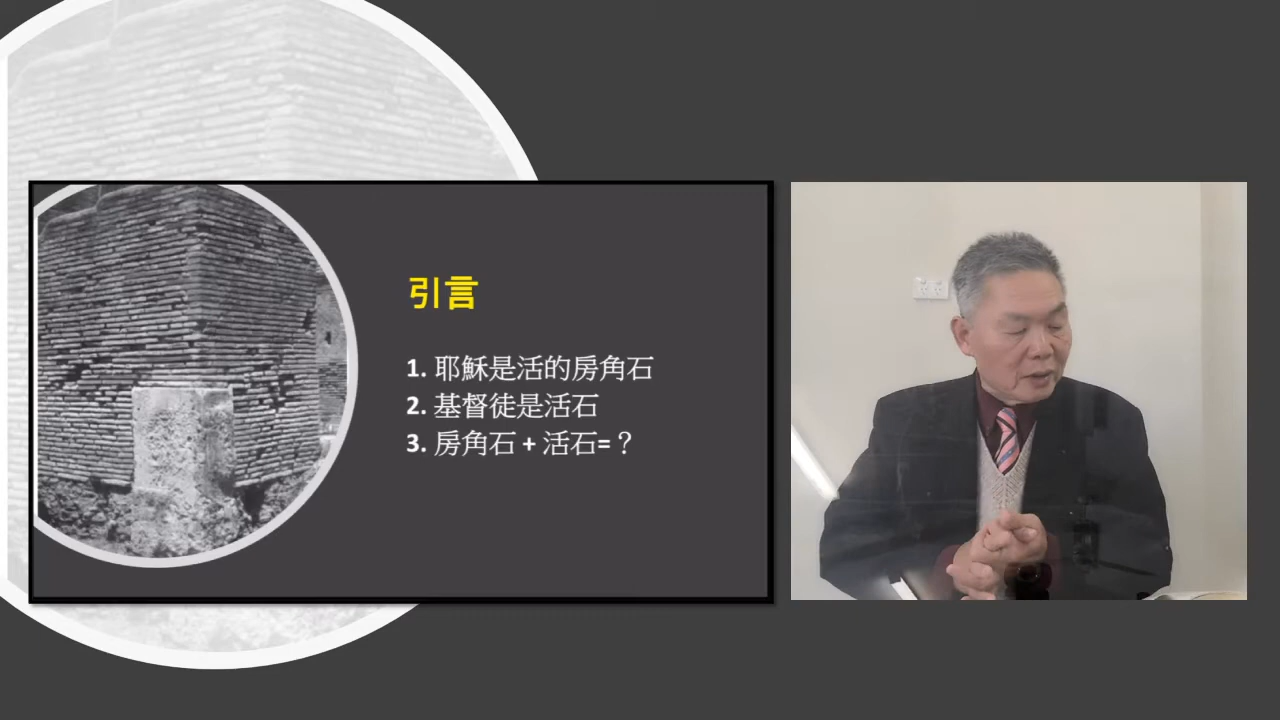 引言
1. 耶穌是活的房角石
2. 基督徒是活石
3. 房角石 + 活石=？